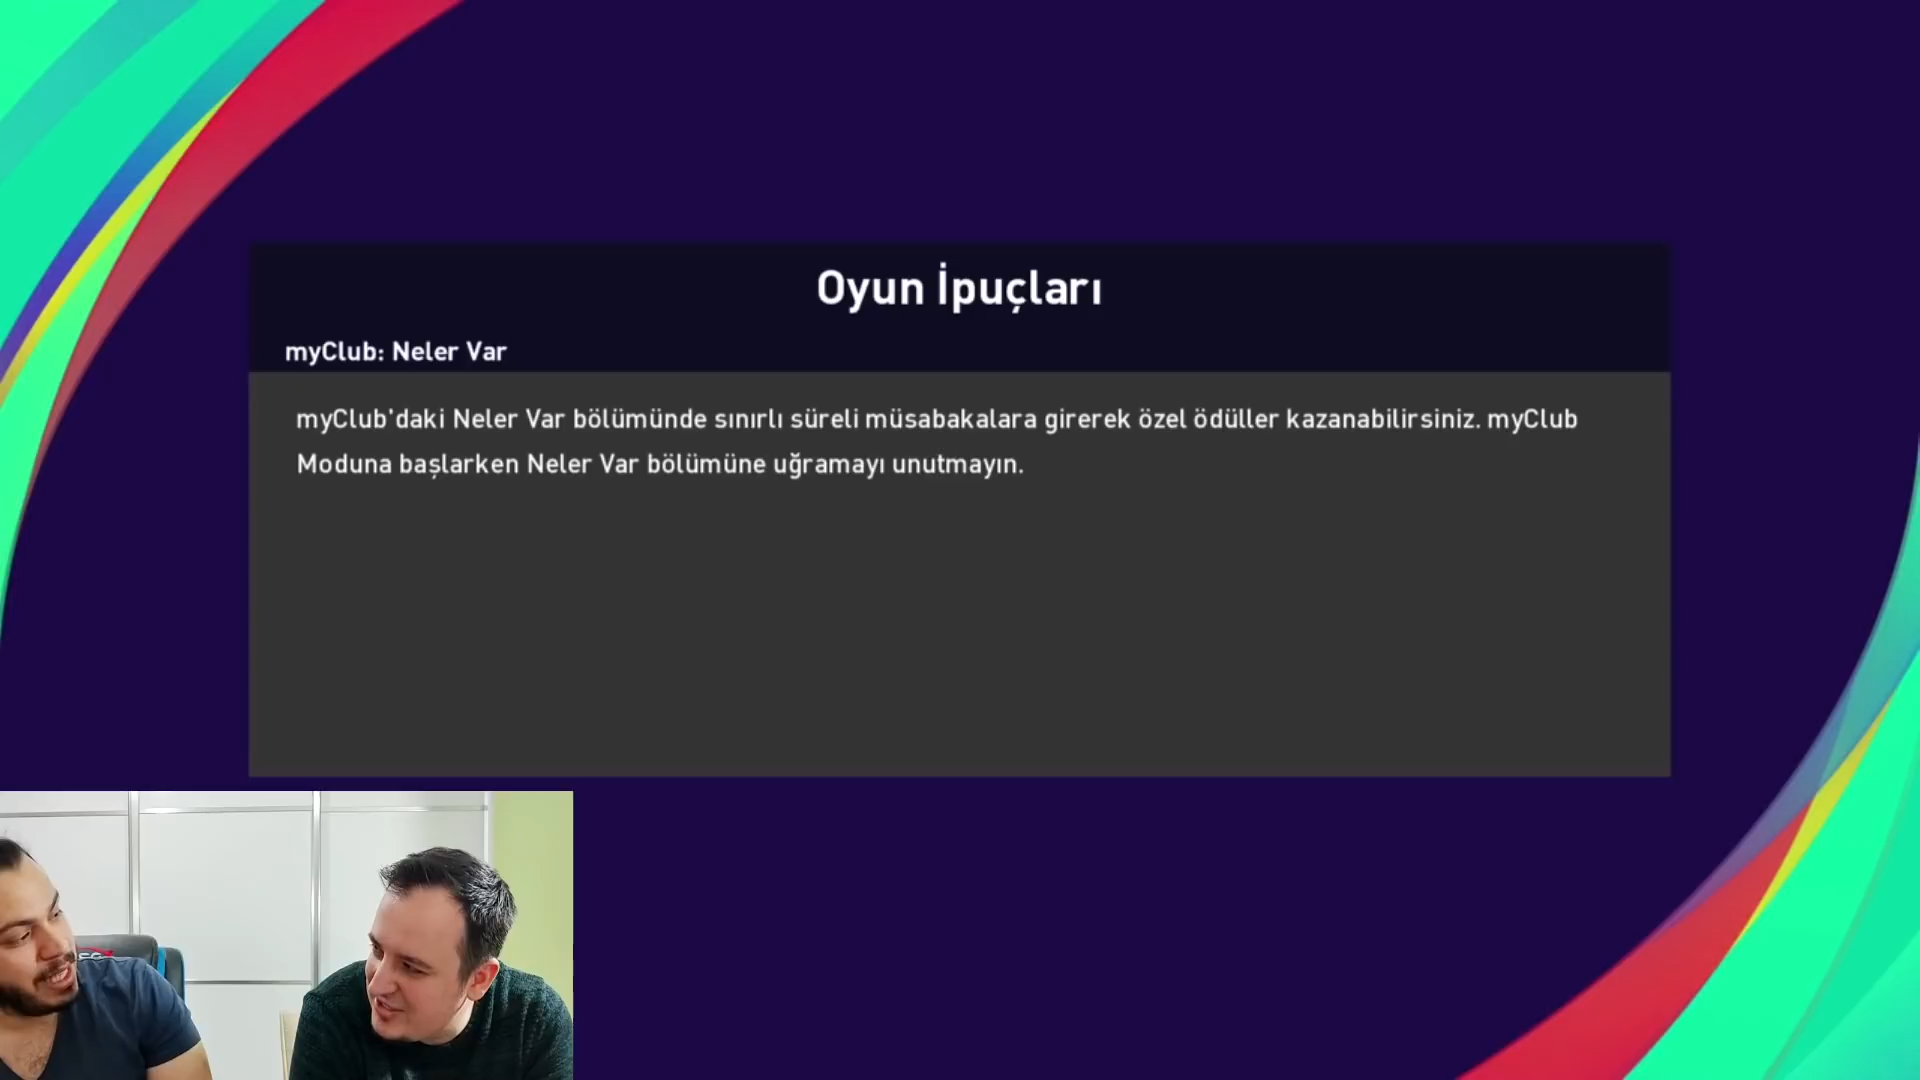 Oyun İpuçları
myClub: Neler Var
myClub'daki Neler Var bölümünde sınırlı süreli müsabakalara girerek özel ödüller kazanabilirsiniz. myClub
Moduna başlarken Neler Var bölümüne uğramayı unutmayın.